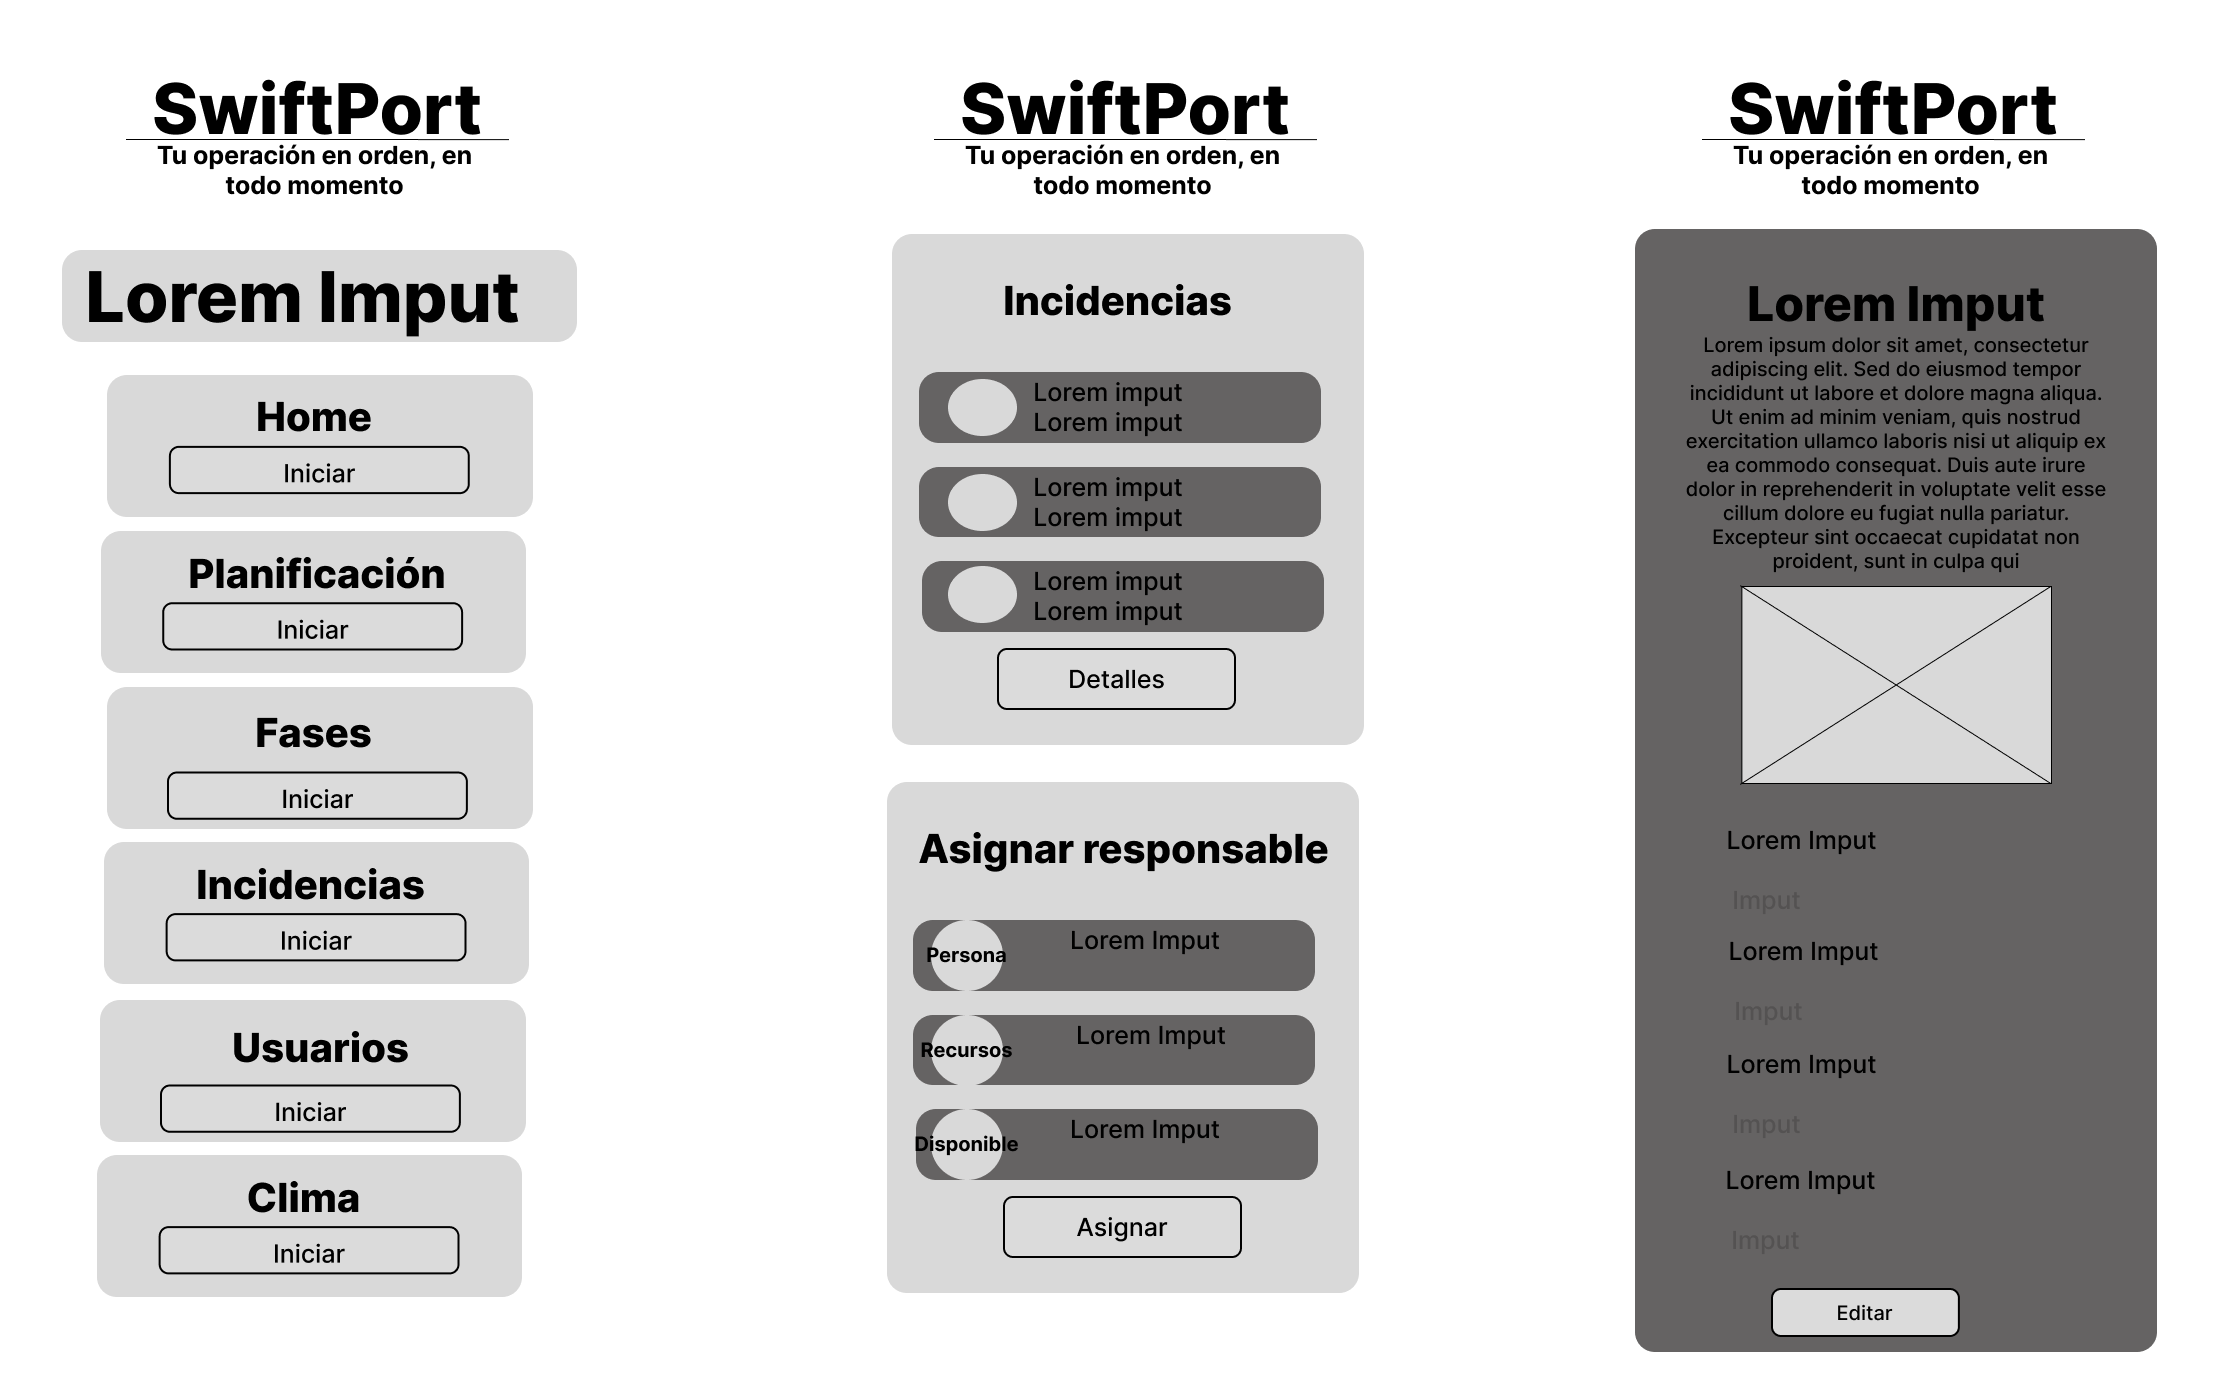 SwiftPort
Tu operación en orden, en
todo momento
Lorem Imput
Home
Iniciar
Planificación
Iniciar
Fases
Iniciar
Incidencias
Iniciar
Usuarios
Iniciar
Clima
Iniciar
SwiftPort
Tu operación en orden, en
todo momento
Incidencias
Lorem imput
Lorem imput
Lorem imput
Lorem imput
Lorem imput
Lorem imput
Detalles
Asignar responsable
Persona
Lorem Imput
Recursos
Lorem Imput
Disponible
Lorem Imput
Asignar
SwiftPort
Tu operación en orden, en
todo momento
Lorem Imput
Lorem ipsum dolor sit amet, consectetur
adipiscing elit. Sed do eiusmod tempor
incididunt ut labore et dolore magna aliqua.
Ut enim ad minim veniam, quis nostrud
exercitation ullamco laboris nisi ut aliquip ex
ea commodo consequat. Duis aute irure
dolor in reprehenderit in voluptate velit esse
cillum dolore eu fugiat nulla pariatur.
Excepteur sint occaecat cupidatat non
proident, sunt in culpa qui
Lorem Imput
Imput
Lorem Imput
Imput
Lorem Imput
Imput
Lorem Imput
Imput
Editar